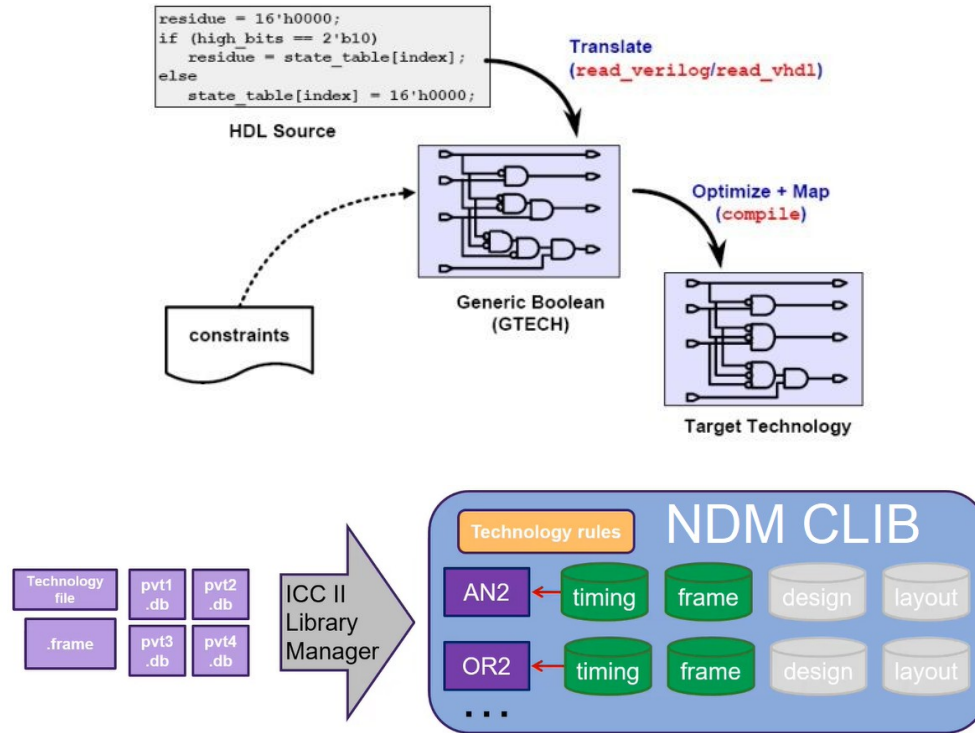 residue = 16'h0000;
if (high_bits == 2'b10)
residue = state_table[index];
else
state_table[index] = 16'h0000;
HDL Source
Translate
(read_verilog/read_vhdl)
constraints
Generic Boolean
(GTECH)
Optimize + Map
(compile)
Target Technology
Technology
file
.frame
pvt1
.db
pvt2
.db
pvt3
.db
pvt4
.db
ICC II
Library
Manager
Technology rules
NDM CLIB
AN2
timing
frame
design
layout
OR2
timing
frame
design
layout
. . .